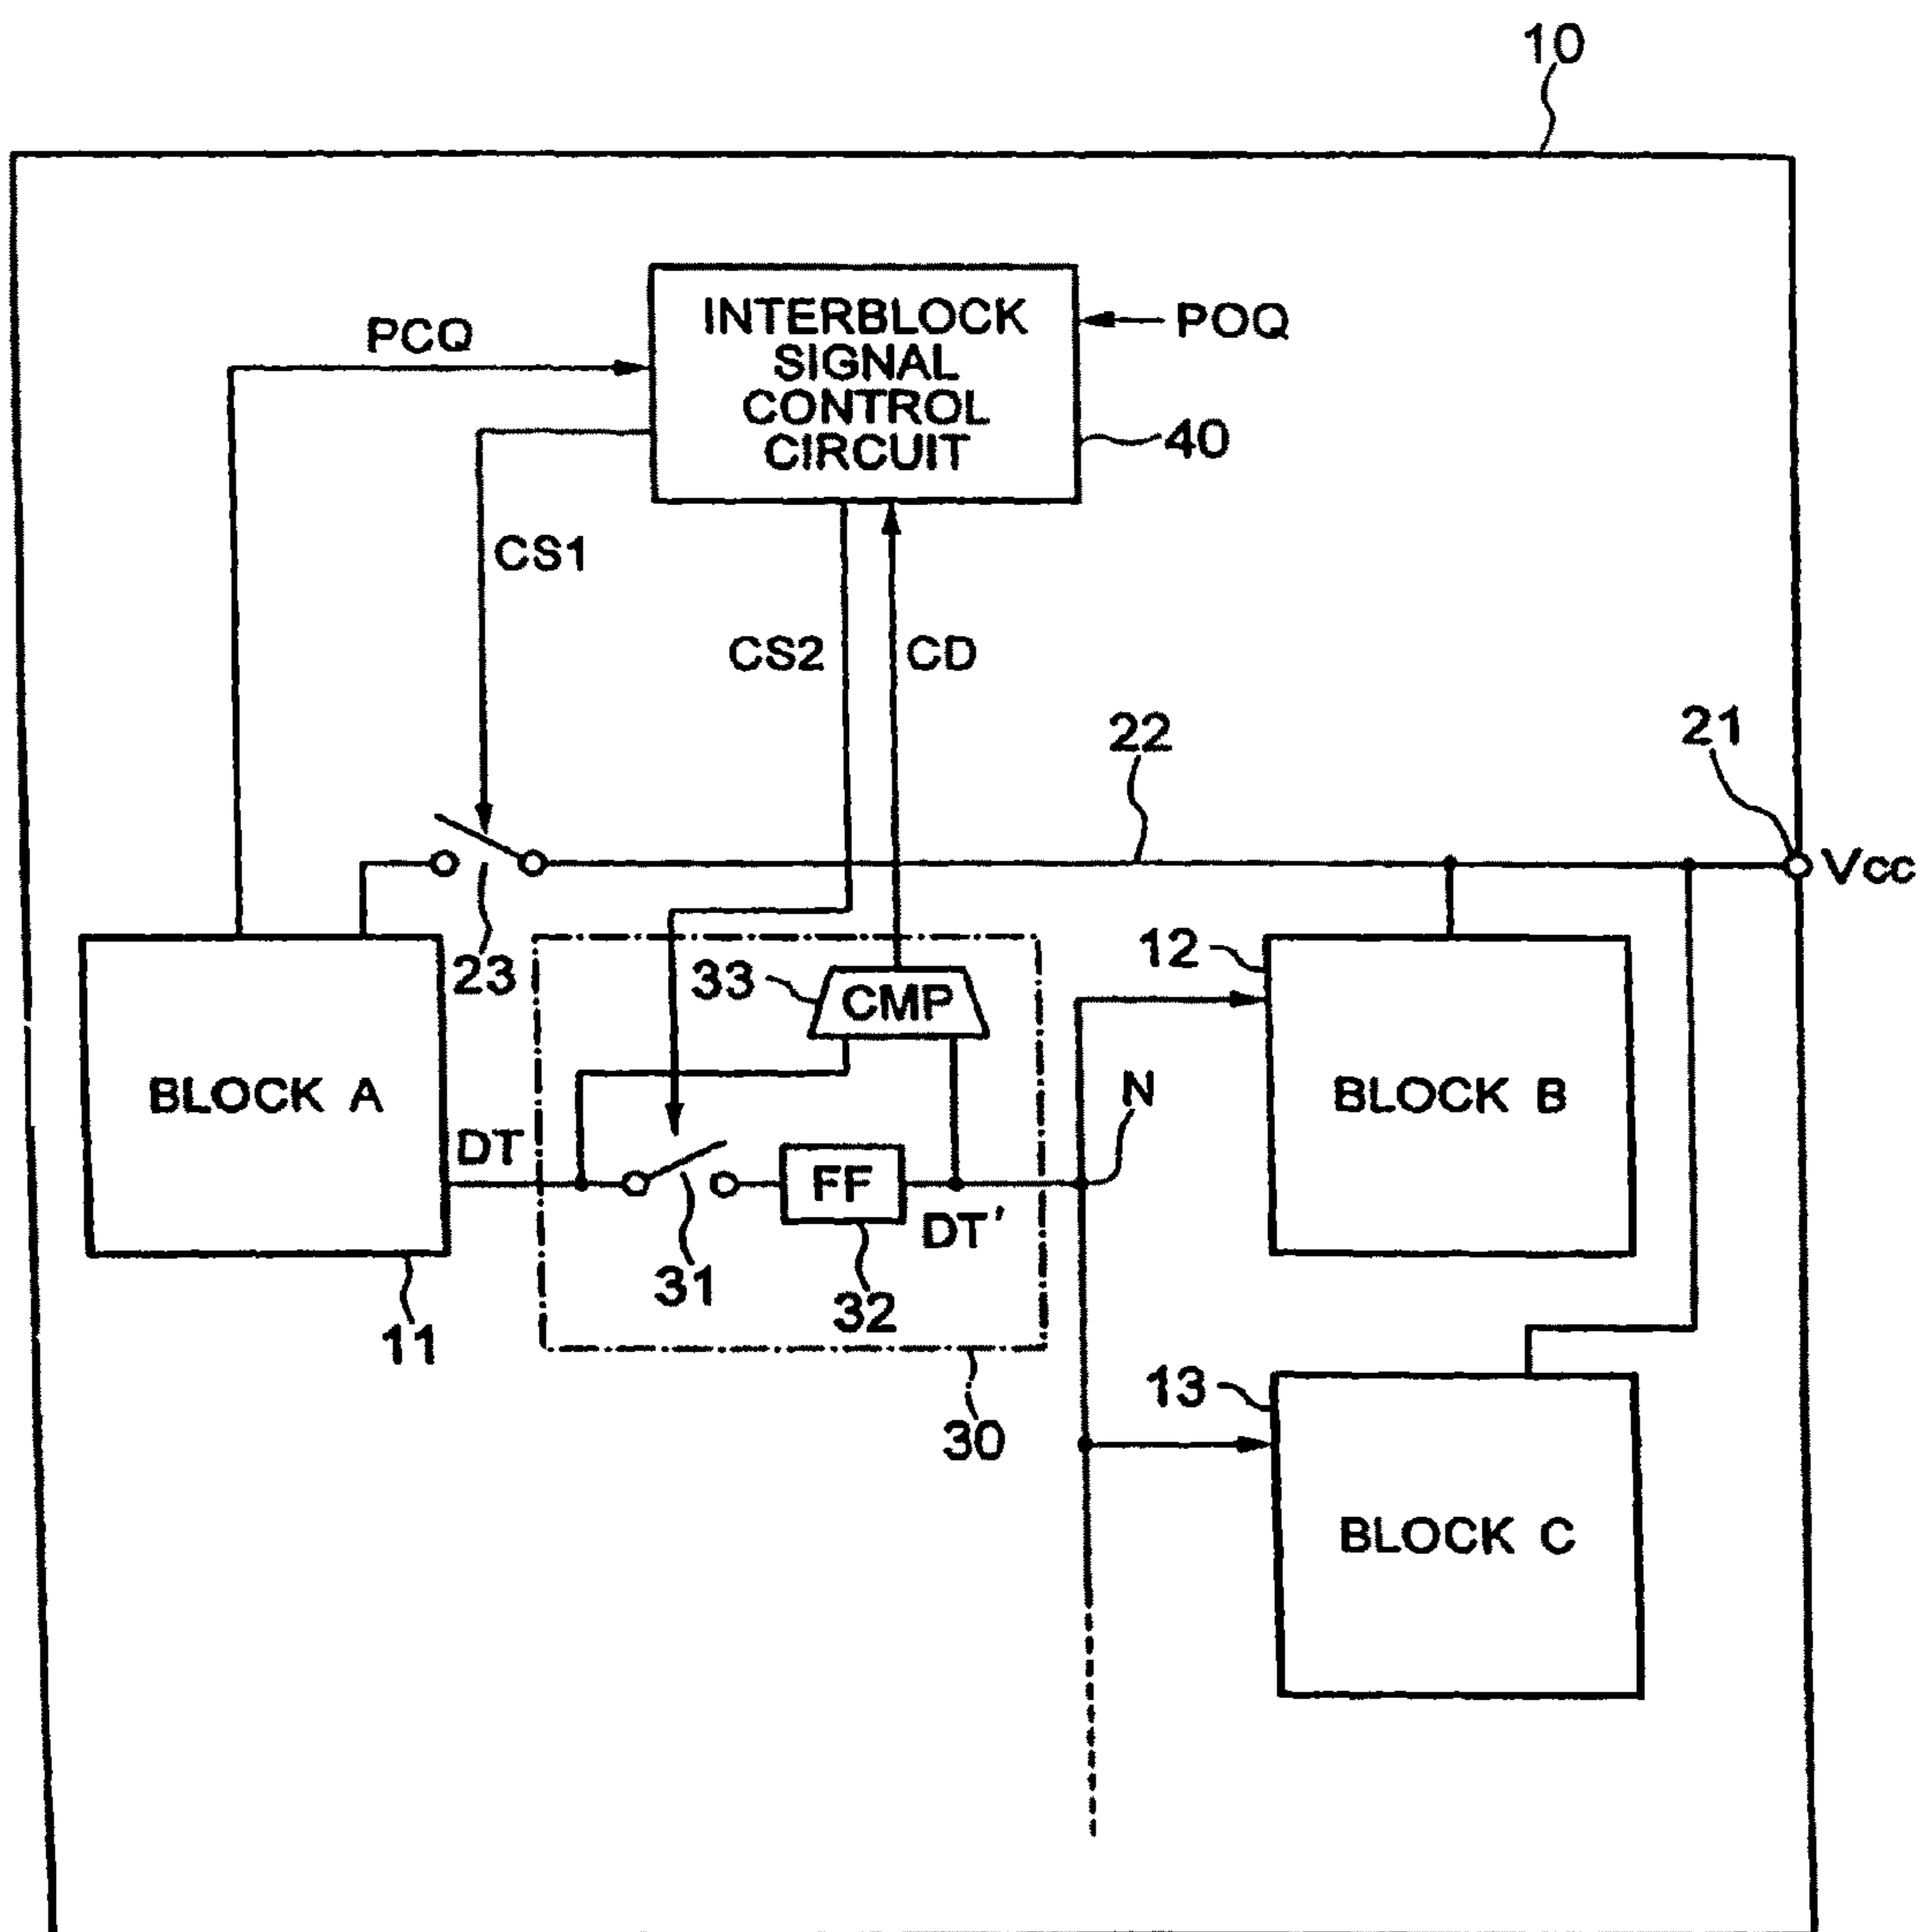 10
INTERBLOCK
SIGNAL
CONTROL
CIRCUIT
PCQ
POQ
40
CS1
CS2
CD
22
21
Vcc
23
33
CMP
12
BLOCK A
BLOCK B
N
DT
FF
DT'
31
32
11
30
13
BLOCK C